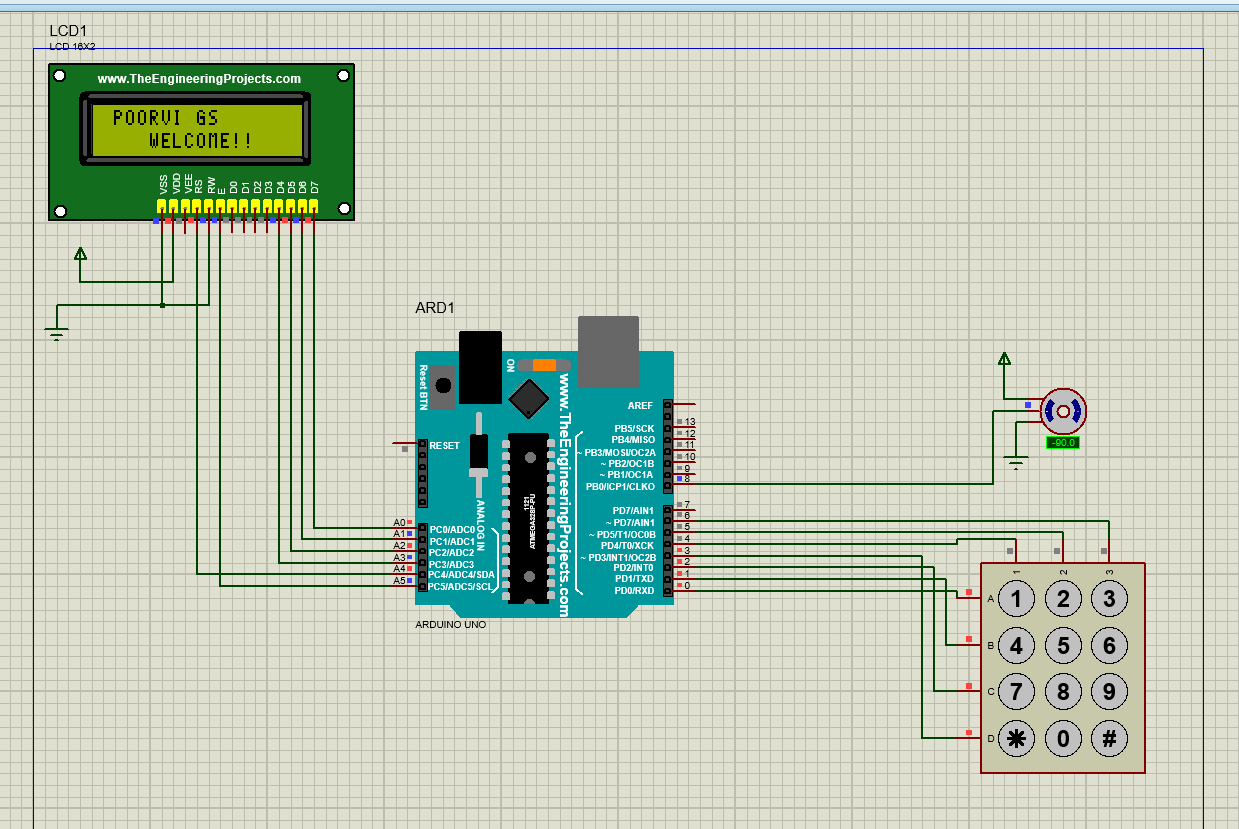 LCD1
LCD 16X2
www.TheEngineeringProjects.com
POORVI GS
WELCOME!!
VSS VDD VEE RS RW E D0 D1 D2 D3 D4 D5 D6 D7
ARD1
Reset BTN
ON
www.TheEngineeringProjects.com
RESET
ANALOG IN
1121
ATMEGA328P-PU
A0 PC0/ADC0
A1 PC1/ADC1
A2 PC2/ADC2
A3 PC3/ADC3
A4 PC4/ADC4/SDA
A5 PC5/ADC5/SCL
AREF
PB5/SCK 13
PB4/MISO 12
~ PB3/MOSI/OC2A 11
~ PB2/OC1B 10
~ PB1/OC1A 9
PB0/ICP1/CLKO 8
PD7/AIN1 7
~ PD7/AIN1 6
~ PD5/T1/OC0B 5
PD4/T0/XCK 4
~ PD3/INT1/OC2B 3
PD2/INT0 2
PD1/TXD 1
PD0/RXD 0
ARDUINO UNO
-90.0
1 2 3
A 1 2 3
B 4 5 6
C 7 8 9
D * 0 #